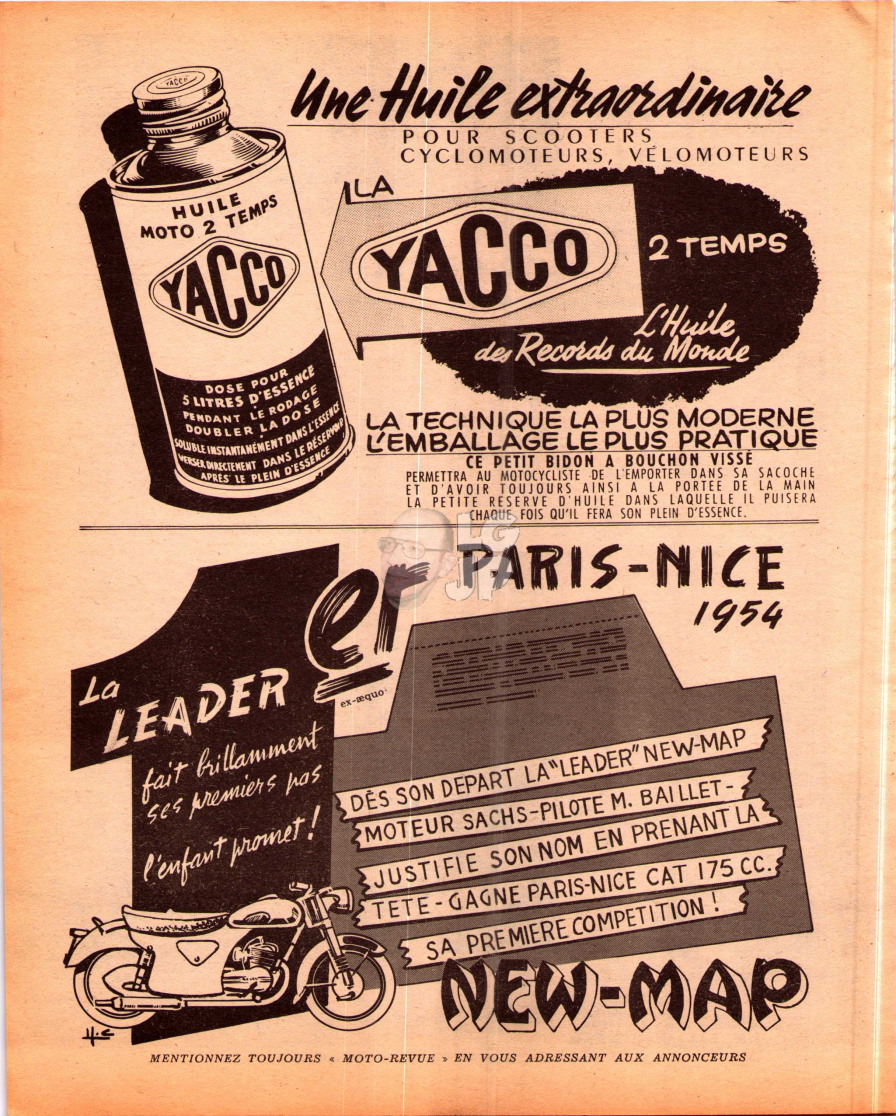 Une Huile extraordinaire
POUR SCOOTERS
CYCLOMOTEURS, VÉLOMOTEURS
YACCO
HUILE
MOTO 2 TEMPS
YACCO
DOSE POUR
5 LITRES D'ESSENCE
PENDANT LE RODAGE
DOUBLER LA DOSE
SOLUBLE INSTANTANÉMENT DANS L'ESSENCE
VERSER DIRECTEMENT DANS LE RÉSERVOIR
APRÈS LE PLEIN D'ESSENCE
LA
YACCO
2 TEMPS
L'Huile
des Records du Monde
LA TECHNIQUE LA PLUS MODERNE
L'EMBALLAGE LE PLUS PRATIQUE
CE PETIT BIDON A BOUCHON VISSÉ
PERMETTRA AU MOTOCYCLISTE DE L'EMPORTER DANS SA SACOCHE
ET D'AVOIR TOUJOURS AINSI A LA PORTÉE DE LA MAIN
LA PETITE RESERVE D'HUILE DANS LAQUELLE IL PUISERA
CHAQUE FOIS QU'IL FERA SON PLEIN D'ESSENCE.
LG
JP
1er PARIS-NICE
1954
ex-æquo
La
LEADER
fait brillamment
ses premiers pas
l'enfant promet !
DÈS SON DEPART LA "LEADER" NEW-MAP
MOTEUR SACHS-PILOTE M. BAILLET-
JUSTIFIE SON NOM EN PRENANT LA
TETE-GAGNE PARIS-NICE CAT 175 CC.
SA PREMIERE COMPETITION !
NEW-MAP
H.C
MENTIONNEZ TOUJOURS « MOTO-REVUE » EN VOUS ADRESSANT AUX ANNONCEURS